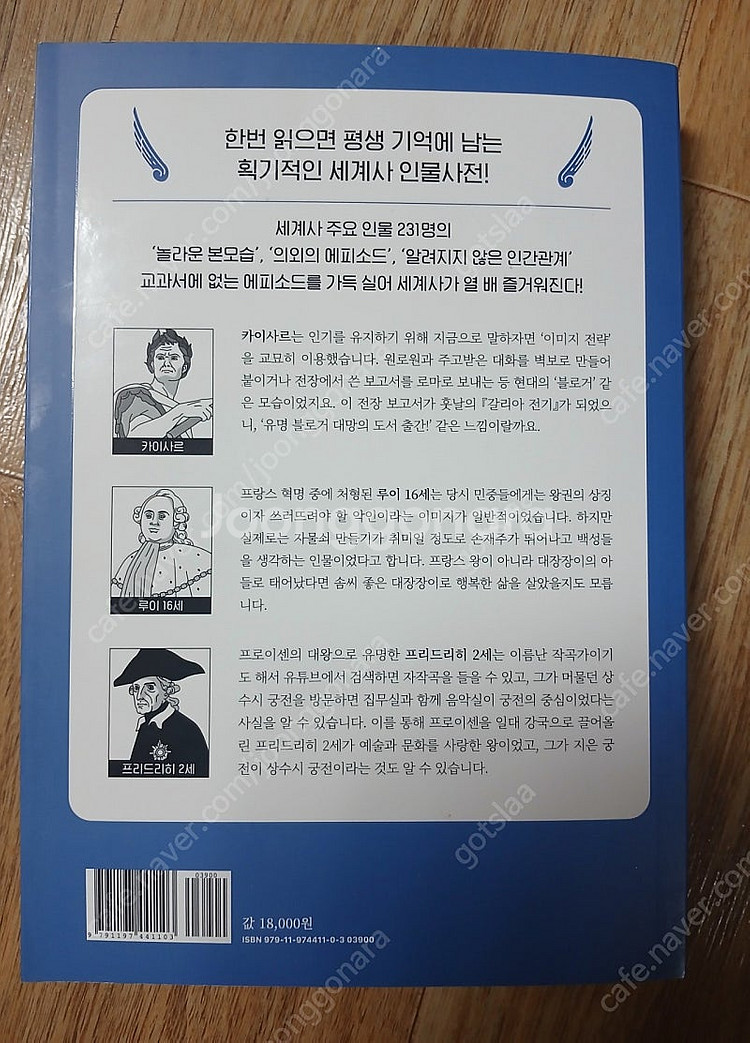 한번 읽으면 평생 기억에 남는
획기적인 세계사 인물사전!
세계사 주요 인물 231명의
'놀라운 본모습', '의외의 에피소드', '알려지지 않은 인간관계'
교과서에 없는 에피소드를 가득 실어 세계사가 열 배 즐거워진다!
카이사르
카이사르는 인기를 유지하기 위해 지금으로 말하자면 '이미지 전략'
을 교묘히 이용했습니다. 원로원과 주고받은 대화를 벽보로 만들어
붙이거나 전장에서 쓴 보고서를 로마로 보내는 등 현대의 '블로거' 같
은 모습이었지요. 이 전장 보고서가 훗날의 『갈리아 전기』가 되었으
니, '유명 블로거 대망의 도서 출간!' 같은 느낌이랄까요.
루이 16세
프랑스 혁명 중에 처형된 루이 16세는 당시 민중들에게는 왕권의 상징
이자 쓰러뜨려야 할 악인이라는 이미지가 일반적이었습니다. 하지만
실제로는 자물쇠 만들기가 취미일 정도로 손재주가 뛰어나고 백성들
을 생각하는 인물이었다고 합니다. 프랑스 왕이 아니라 대장장이의 아
들로 태어났다면 솜씨 좋은 대장장이로 행복한 삶을 살았을지도 모릅
니다.
프리드리히 2세
프로이센의 대왕으로 유명한 프리드리히 2세는 이름난 작곡가이기
도 해서 유튜브에서 검색하면 자작곡을 들을 수 있고, 그가 머물던 상
수시 궁전을 방문하면 집무실과 함께 음악실이 궁전의 중심이었다는
사실을 알 수 있습니다. 이를 통해 프로이센을 일대 강국으로 끌어올
린 프리드리히 2세가 예술과 문화를 사랑한 왕이었고, 그가 지은 궁
전이 상수시 궁전이라는 것도 알 수 있습니다.
03900
9 791197 441103
값 18,000원
ISBN 979-11-974411-0-3 03900
joonggonara
cafe.naver.com/joonggonara
gotslaa
cafe.naver.com